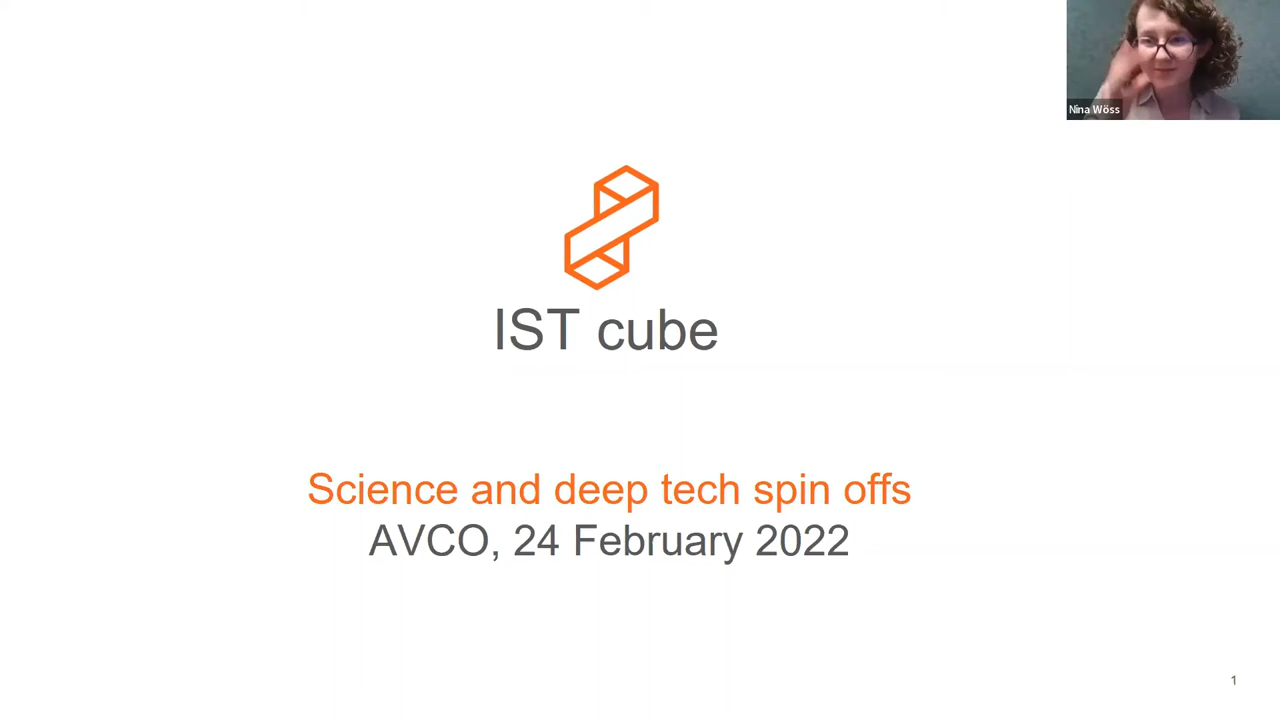 Nina Wöss
IST cube
Science and deep tech spin offs
AVCO, 24 February 2022
1